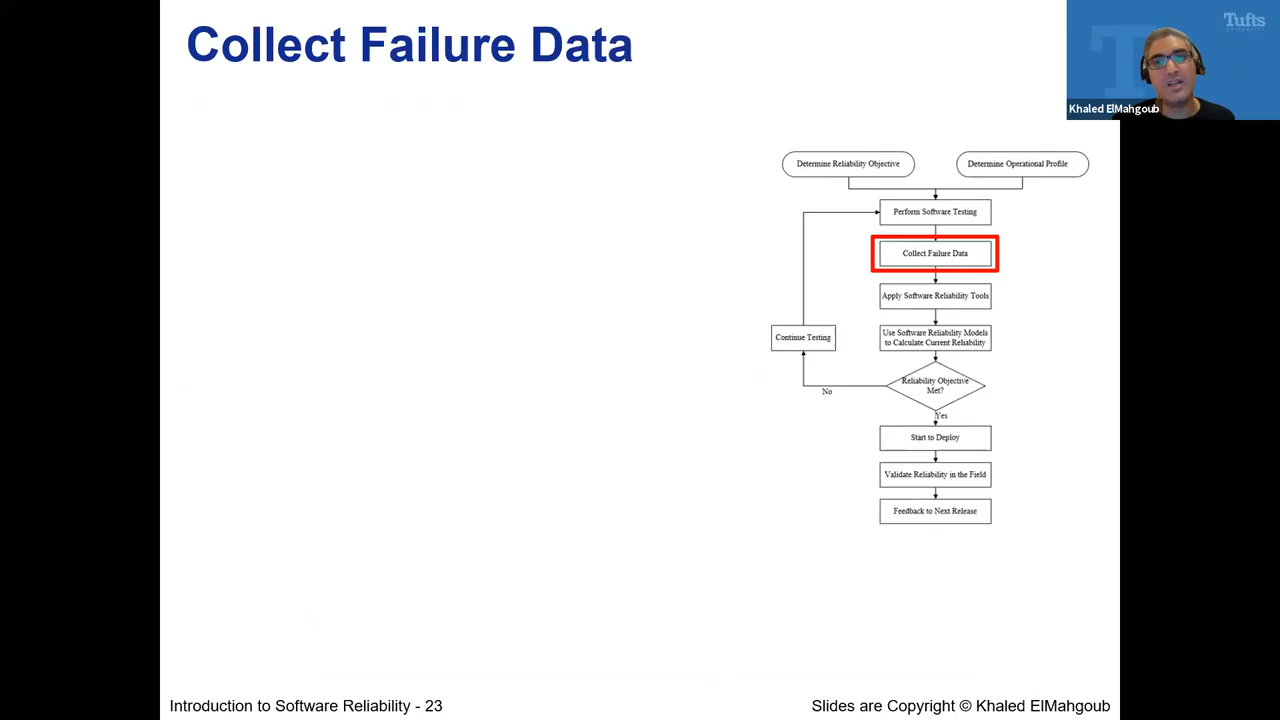 Collect Failure Data
Tufts
Khaled ElMahgoub
Determine Reliability Objective
Determine Operational Profile
Perform Software Testing
Collect Failure Data
Apply Software Reliability Tools
Use Software Reliability Models
to Calculate Current Reliability
Continue Testing
Reliability Objective
Met?
No
Yes
Start to Deploy
Validate Reliability in the Field
Feedback to Next Release
Introduction to Software Reliability - 23
Slides are Copyright © Khaled ElMahgoub